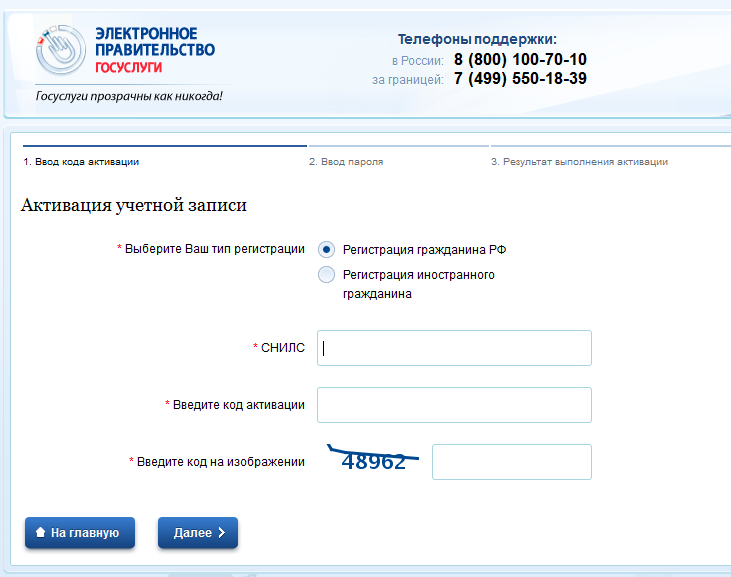 ЭЛЕКТРОННОЕ
ПРАВИТЕЛЬСТВО
ГОСУСЛУГИ
Госуслуги прозрачны как никогда!
Телефоны поддержки:
в России: 8 (800) 100-70-10
за границей: 7 (499) 550-18-39
1. Ввод кода активации
2. Ввод пароля
3. Результат выполнения активации
Активация учетной записи
* Выберите Ваш тип регистрации
Регистрация гражданина РФ
Регистрация иностранного
гражданина
* СНИЛС
* Введите код активации
* Введите код на изображении
48962
На главную
Далее